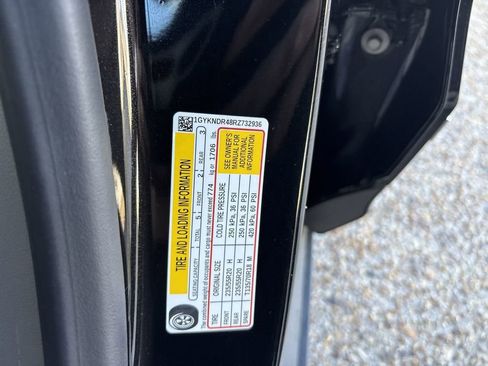 1GYKNDR48RZ732936
TIRE AND LOADING INFORMATION
SEATING CAPACITY TOTAL 5 FRONT 2 REAR 3
The combined weight of occupants and cargo must never exceed 774 kg or 1706 lbs.
TIRE ORIGINAL SIZE COLD TIRE PRESSURE
FRONT 235/55R20 H 250 kPa, 36 PSI
REAR 235/55R20 H 250 kPa, 36 PSI
SPARE T135/70R18 M 420 kPa, 60 PSI
SEE OWNER'S
MANUAL FOR
ADDITIONAL
INFORMATION